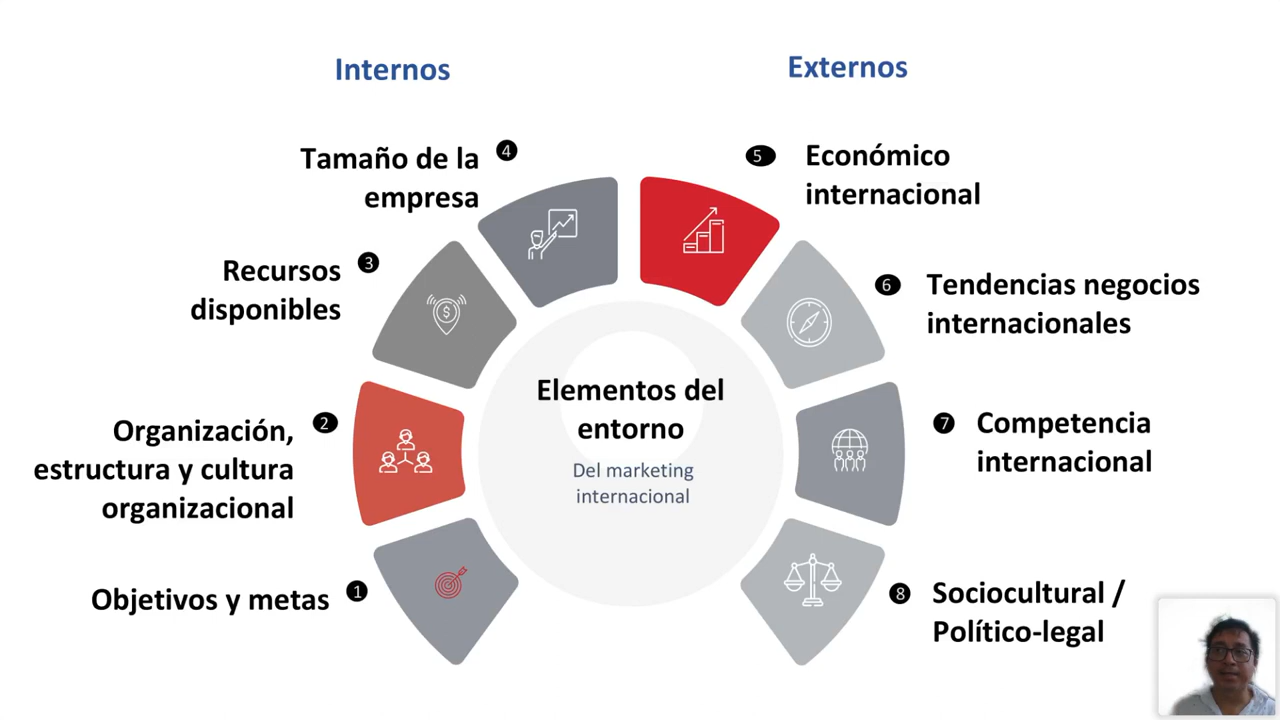 Internos
Externos
Tamaño de la
empresa
4
5
Económico
internacional
Recursos
disponibles
3
6
Tendencias negocios
internacionales
Elementos del
entorno
Del marketing
internacional
Organización,
estructura y cultura
organizacional
2
7
Competencia
internacional
Objetivos y metas
1
8
Sociocultural /
Político-legal
$